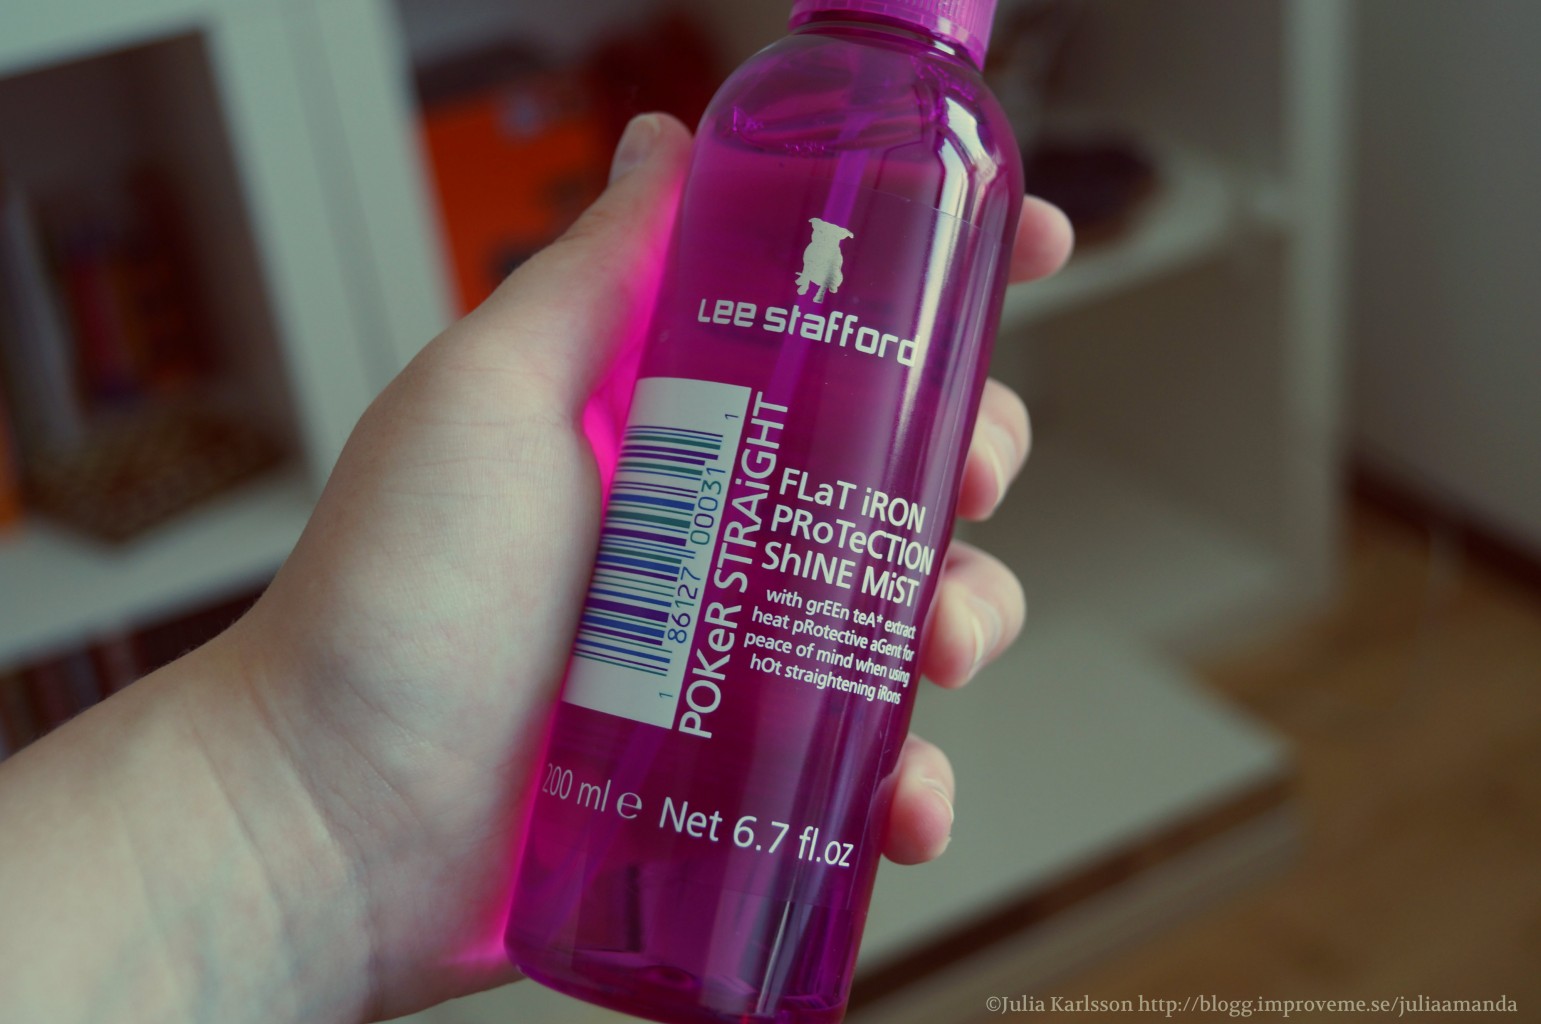 Lee Stafford
POKeR STRAiGHT
FLaT iRON
PRoTeCTION
ShINE MiST
with grEEn teA* extract
heat pRotective aGent for
peace of mind when using
hOt straightening iRons
1 86127 00031 1
200 ml e Net 6.7 fl.oz
©Julia Karlsson http://blogg.improveme.se/juliaamanda